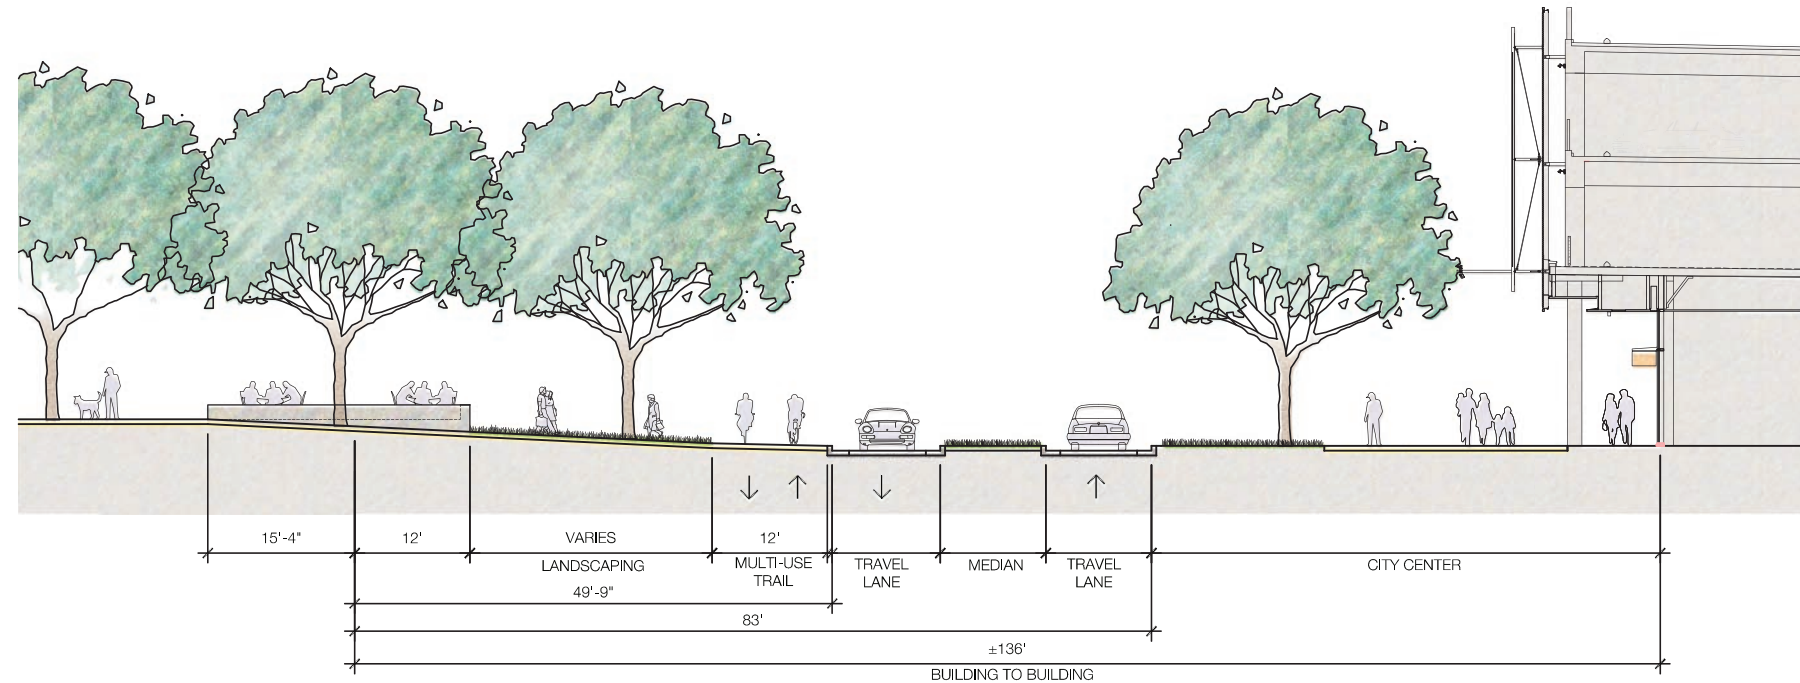 15'-4"
12'
VARIES
12'
LANDSCAPING
MULTI-USE
TRAIL
TRAVEL
LANE
MEDIAN
TRAVEL
LANE
CITY CENTER
49'-9"
83'
±136'
BUILDING TO BUILDING